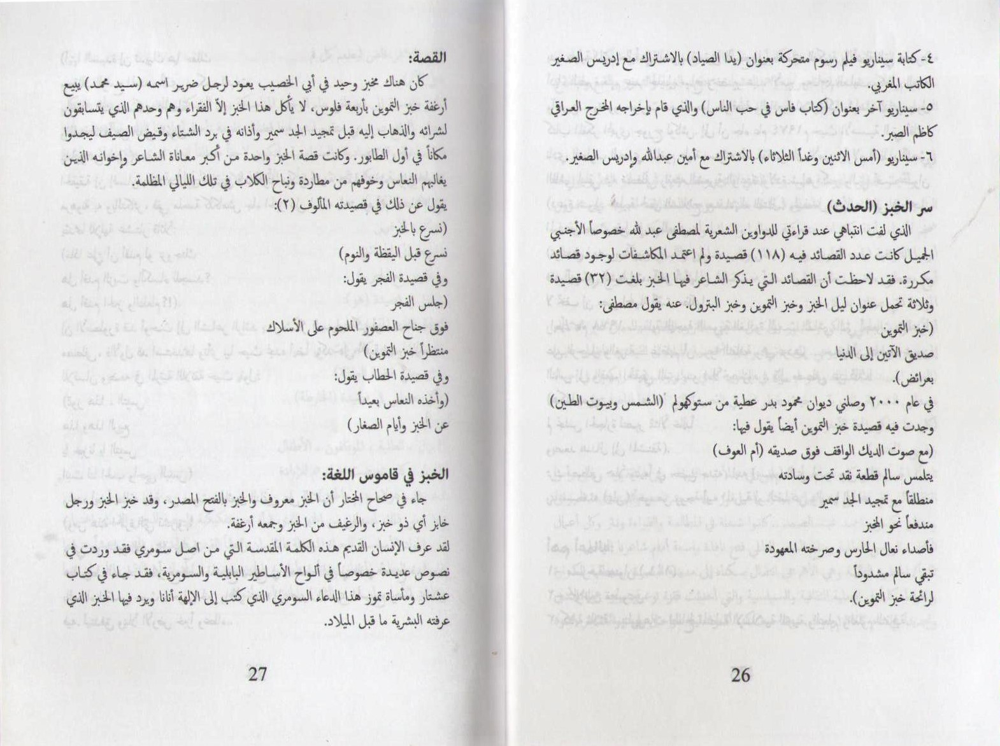 ٤- كتابة سيناريو فيلم رسوم متحركة بعنوان (يدا الصياد) بالاشتراك مع إدريس الصغير
الكاتب المغربي.
٥- سيناريو آخر بعنوان (كتاب فاس في حب الناس) والذي قام بإخراجه المخرج العراقي
كاظم الصبر.
٦- سيناريو (أمس الاثنين وغداً الثلاثاء) بالاشتراك مع أمين عبدالله وإدريس الصغير.
سر الخبز (الحدث)
الذي لفت انتباهي عند قراءتي للدواوين الشعرية لمصطفى عبد لله خصوصاً الأجنبي
الجميل كانت عدد القصائد فيه (١١٨) قصيدة ولم اعتمد المكاشفات لوجود قصائد
مكررة. فقد لاحظت أن القصائد التي يذكر الشاعر فيها الخبز بلغت (٣٢) قصيدة
وثلاثة تحمل عنوان ليل الخبز وخبز التموين وخبز البترول. عنه يقول مصطفى:
(خبز التموين
صديق الآتين إلى الدنيا
بعرائض).
في عام ٢٠٠٠ وصلني ديوان محمود بدر عطية من ستوكهولم (الشمس وبيوت الطين)
وجدت فيه قصيدة خبز التموين أيضاً يقول فيها:
(مع صوت الديك الواقف فوق صديقه (أم العوف)
يتلمس سالم قطعة نقد تحت وسادته
منطلقاً مع تمجيد الجد سمير
مندفعاً نحو المخبز
فأصداء نعال الحارس وصرخته المعهودة
تبقي سالم مشدوداً
لرائحة خبز التموين).
26
القصة:
كان هناك مخبز وحيد في أبي الخصيب يعود لرجل ضرير اسمه (سيد محمد) يبيع
أرغفة خبز التموين بأربعة فلوس، لا يأكل هذا الخبز إلاّ الفقراء وهم وحدهم الذي يتسابقون
لشرائه والذهاب إليه قبل تمجيد الجد سمير وأذانه في برد الشتاء وقيض الصيف ليجدوا
مكاناً في أول الطابور. وكانت قصة الخبز واحدة من أكبر معاناة الشاعر وإخوانه الذين
يغالبهم النعاس وخوفهم من مطاردة ونباح الكلاب في تلك الليالي المظلمة.
يقول عن ذلك في قصيدته المألوف (٢):
(نسرع بالخبز
نسرع قبل اليقظة والنوم)
وفي قصيدة الفجر يقول:
(جلس الفجر
فوق جناح العصفور الملحوم على الأسلاك
منتظراً خبز التموين)
وفي قصيدة الحطاب يقول:
(وأخذه النعاس بعيداً
عن الخبز وأيام الصغار)
الخبز في قاموس اللغة:
جاء في صحاح المختار أن الخبز معروف والخبز بالفتح المصدر، وقد خبز الخبز ورجل
خابز أي ذو خبز، والرغيف من الخبز وجمعه أرغفة.
لقد عرف الإنسان القديم هذه الكلمة المقدسة التي من اصل سومري فقد وردت في
نصوص عديدة خصوصاً في ألواح الأساطير البابلية والسومرية، فقد جاء في كتاب
عشتار ومأساة تموز هذا الدعاء السومري الذي كتب إلى الإلهة أنانا ويرد فيها الخبز الذي
عرفته البشرية ما قبل الميلاد.
27